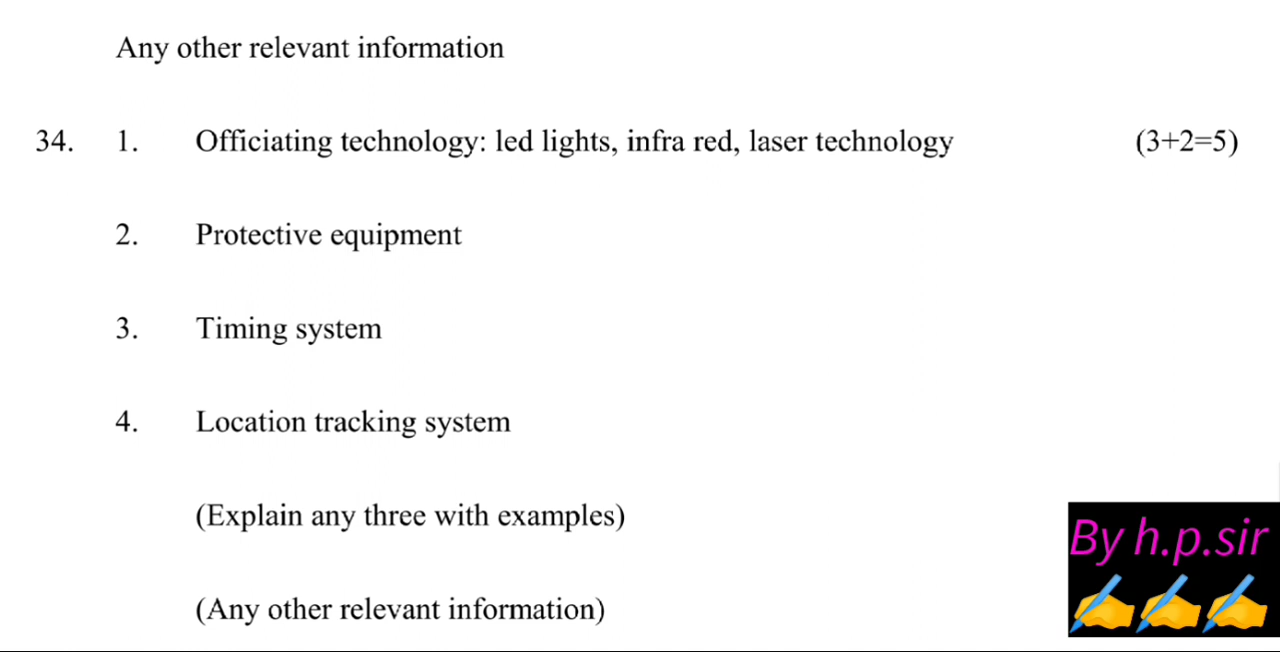 Any other relevant information
34. 1. Officiating technology: led lights, infra red, laser technology (3+2=5)
2. Protective equipment
3. Timing system
4. Location tracking system
(Explain any three with examples)
By h.p.sir
(Any other relevant information)